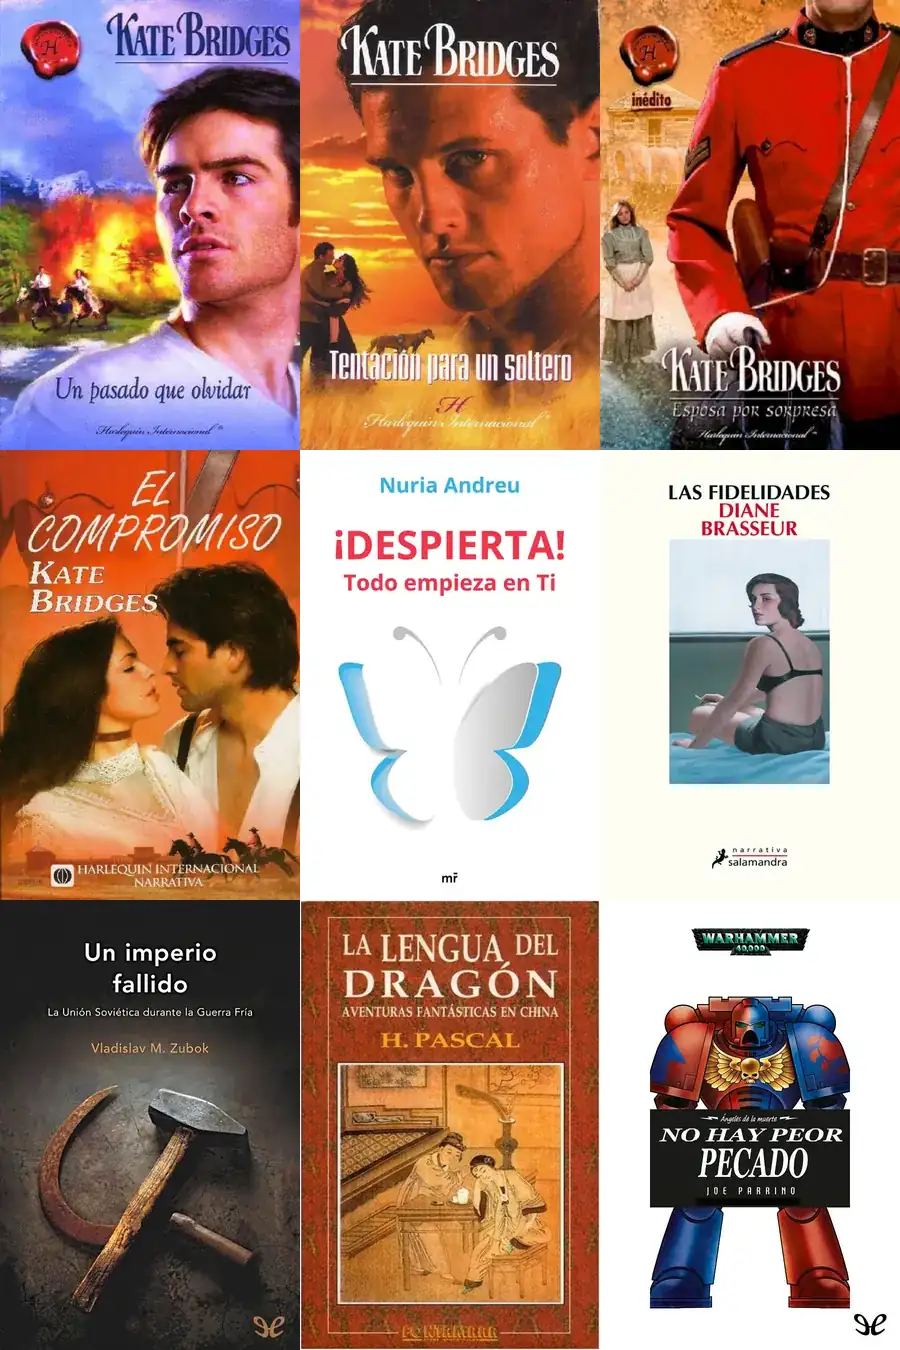 KATE BRIDGES
H
Un pasado que olvidar
Harlequin Internacional
KATE BRIDGES
Tentación para un soltero
H
Harlequin Internacional
H
inédito
KATE BRIDGES
Esposa por sorpresa
Harlequin Internacional
EL
COMPROMISO
KATE
BRIDGES
HARLEQUIN INTERNACIONAL
NARRATIVA
Nuria Andreu
¡DESPIERTA!
Todo empieza en Ti
mr̄
LAS FIDELIDADES
DIANE
BRASSEUR
narrativa
salamandra
Un imperio
fallido
La Unión Soviética durante la Guerra Fría
Vladislav M. Zubok
LA LENGUA DEL
DRAGÓN
AVENTURAS FANTÁSTICAS EN CHINA
H. PASCAL
WARHAMMER
40,000
Ángeles de la muerte
NO HAY PEOR
PECADO
JOE PARRINO